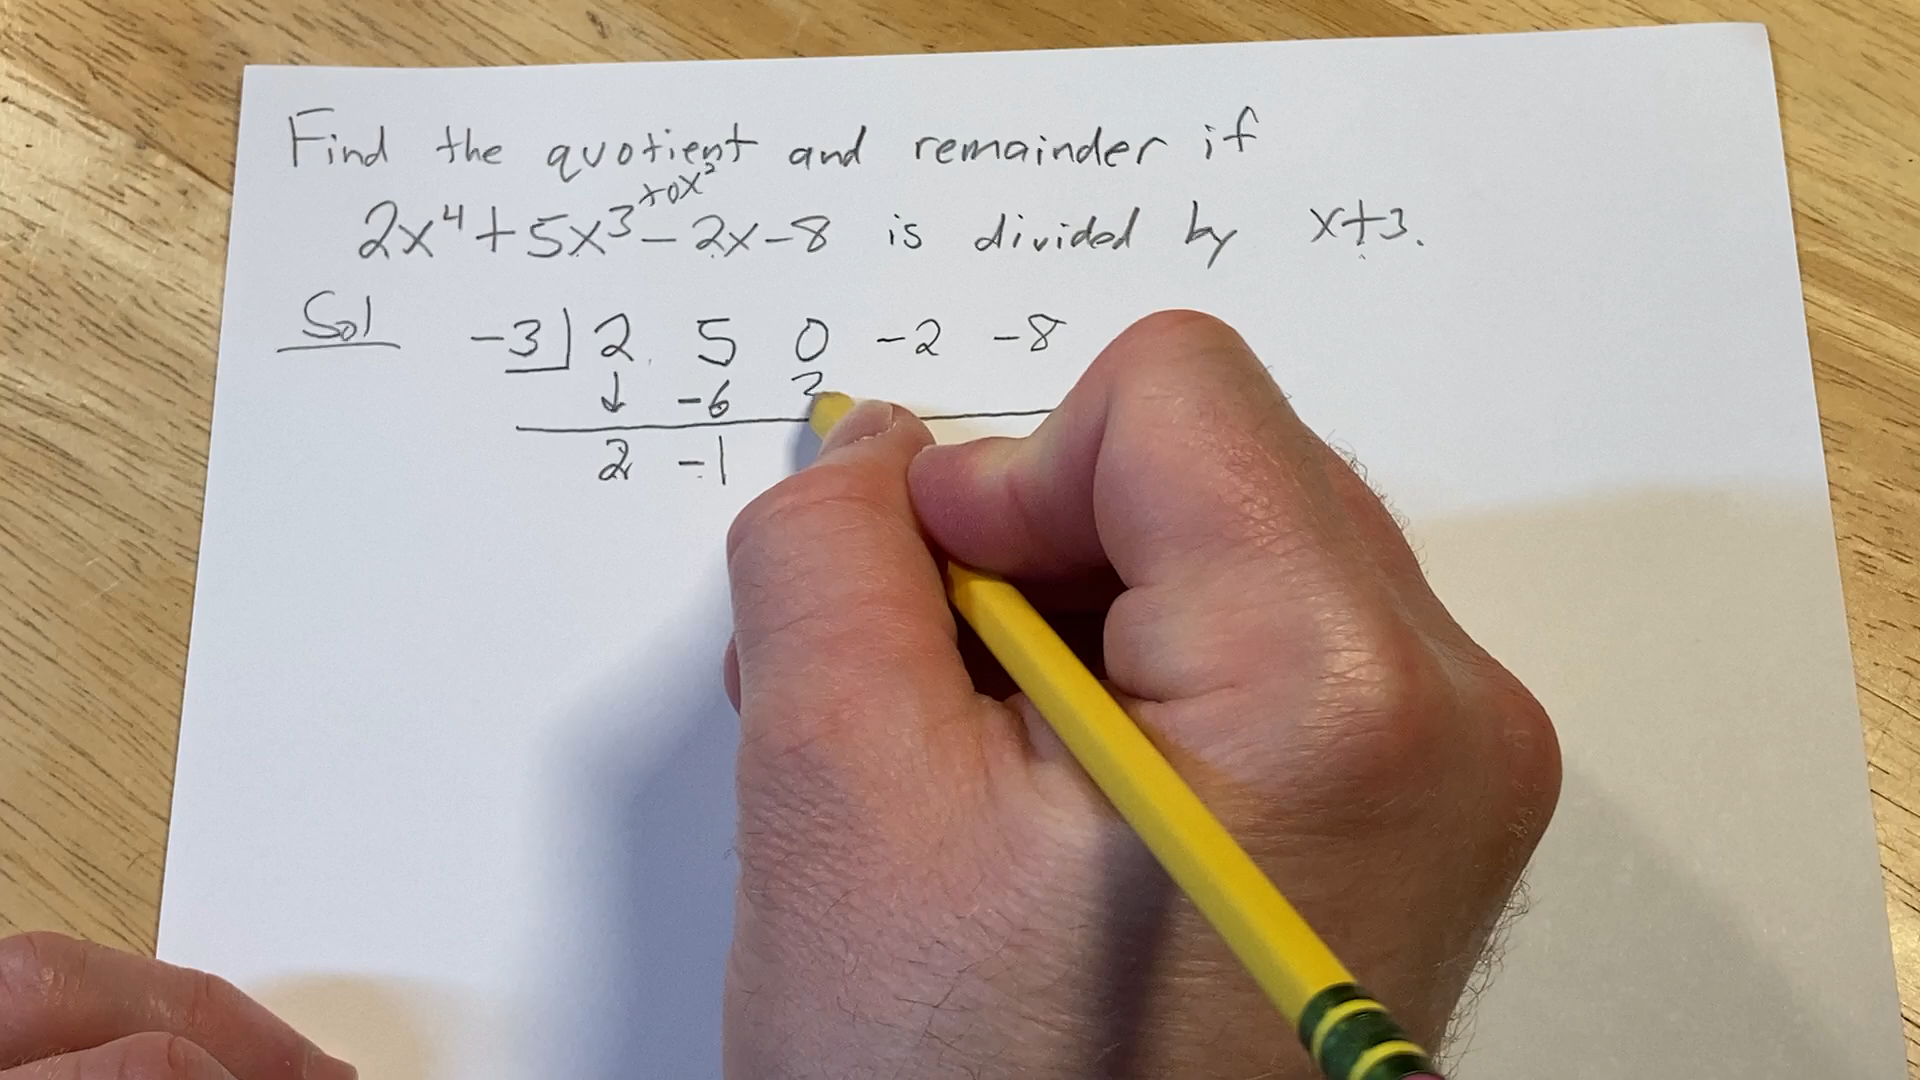 Find the quotient and remainder if
+0x²
2x⁴+5x³-2x-8 is divided by x+3.
Sol -3| 2 5 0 -2 -8
↓ -6 3
2 -1